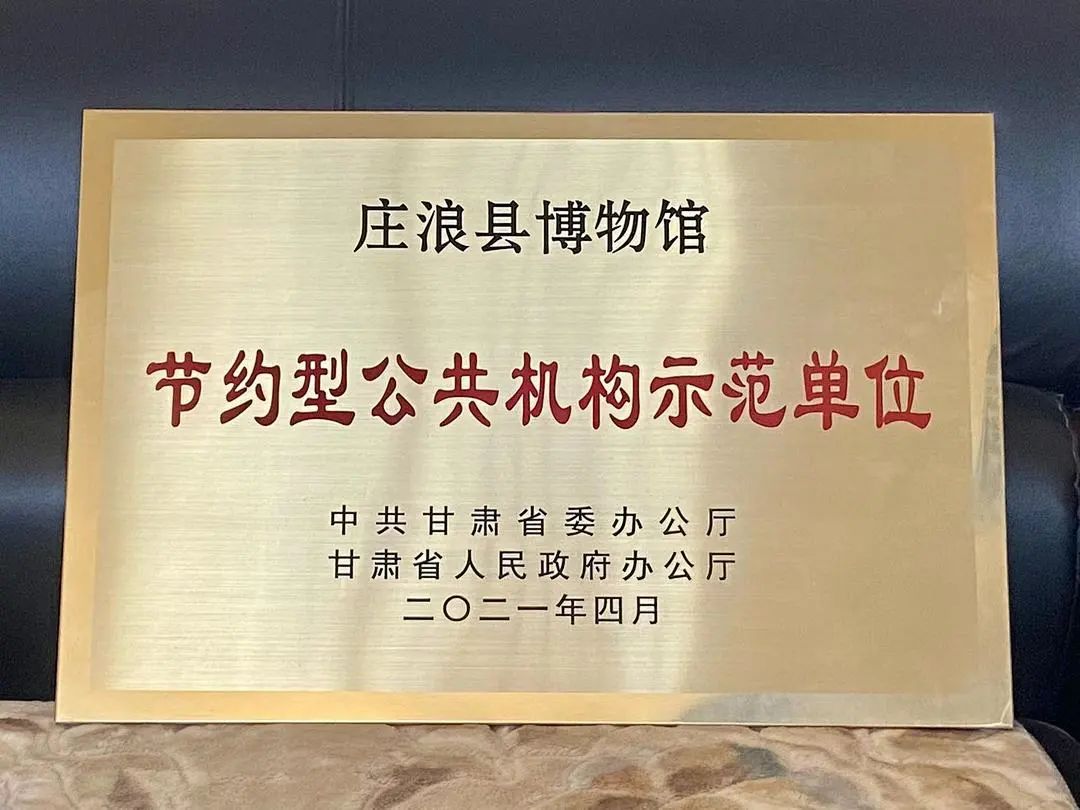 庄浪县博物馆
节约型公共机构示范单位
中共甘肃省委办公厅
甘肃省人民政府办公厅
二〇二一年四月